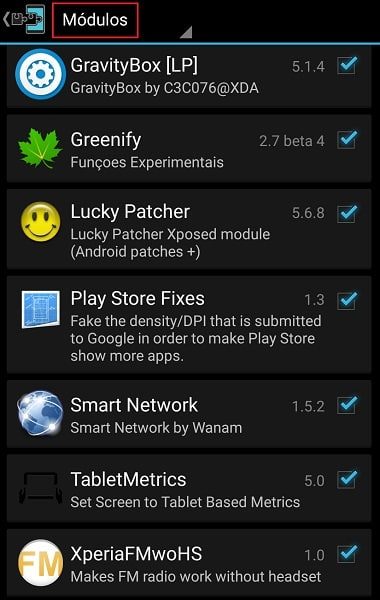 Módulos
GravityBox [LP] 5.1.4
GravityBox by C3C076@XDA
Greenify 2.7 beta 4
Funçoes Experimentais
Lucky Patcher 5.6.8
Lucky Patcher Xposed module
(Android patches +)
Play Store Fixes 1.3
Fake the density/DPI that is submitted
to Google in order to make Play Store
show more apps.
Smart Network 1.5.2
Smart Network by Wanam
TabletMetrics 5.0
Set Screen to Tablet Based Metrics
FM XperiaFMwoHS 1.0
Makes FM radio work without headset